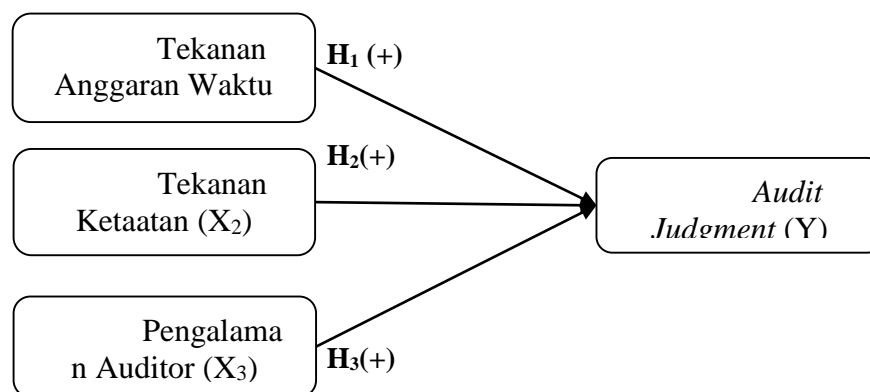 Tekanan
Anggaran Waktu
H₁ (+)
Tekanan
Ketaatan (X₂)
H₂(+)
Pengalama
n Auditor (X₃)
H₃(+)
Audit
Judgment (Y)